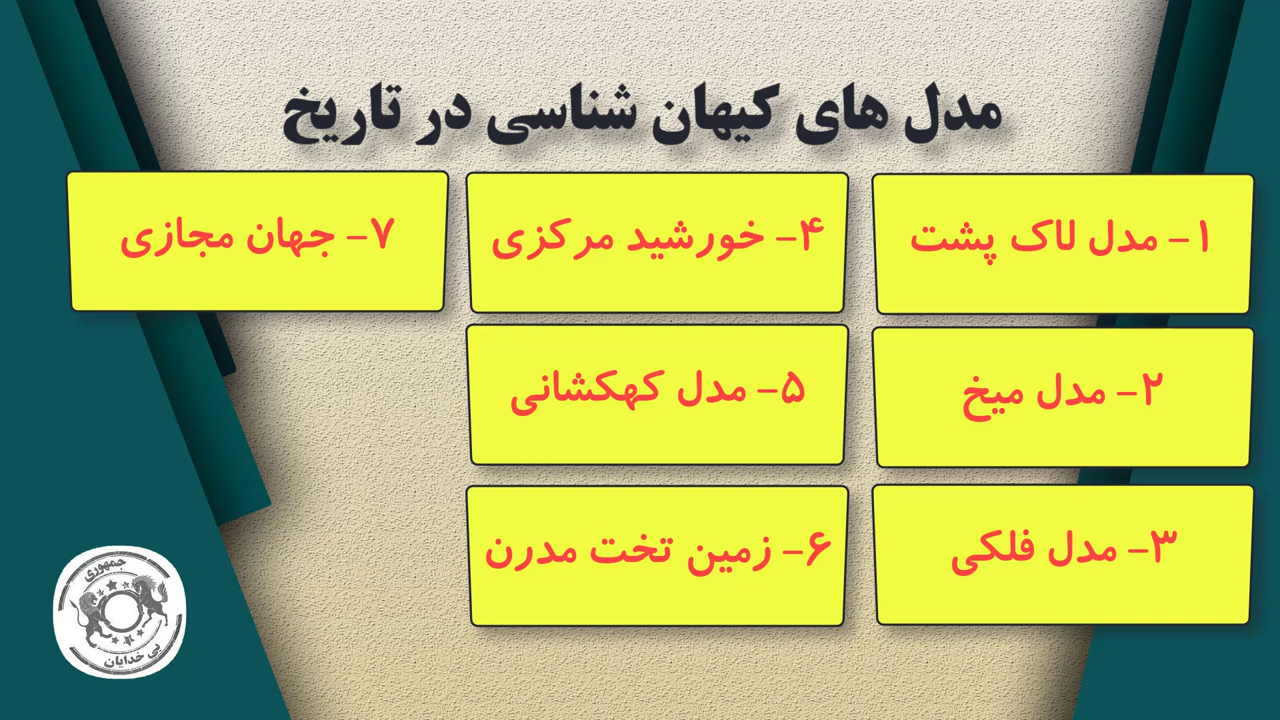 مدل های کیهان شناسی در تاریخ
۱- مدل لاک پشت
۲- مدل میخ
۳- مدل فلکی
۴- خورشید مرکزی
۵- مدل کهکشانی
۶- زمین تخت مدرن
۷- جهان مجازی
جمهوری
بی خدایان